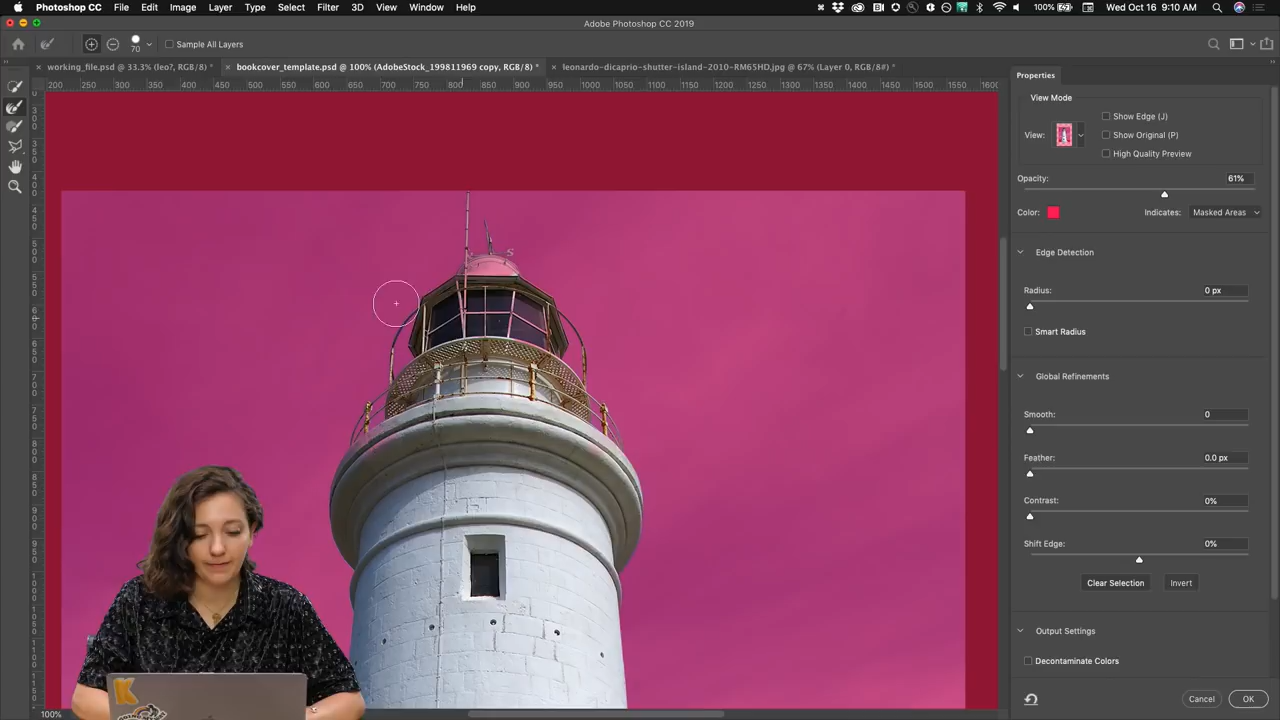 Photoshop CC File Edit Image Layer Type Select Filter 3D View Window Help 100% Wed Oct 16 9:10 AM
Adobe Photoshop CC 2019
70 Sample All Layers
working_file.psd @ 33.3% (leo7, RGB/8) * bookcover_template.psd @ 100% (AdobeStock_199811969 copy, RGB/8) * leonardo-dicaprio-shutter-island-2010-RM65HD.jpg @ 67% (Layer 0, RGB/8#) *
Properties
200 250 300 350 400 450 500 550 600 650 700 750 800 850 900 950 1000 1050 1100 1150 1200 1250 1300 1350 1400 1450 1500 1550 1600
View Mode
Show Edge (J)
View: Show Original (P)
High Quality Preview
Opacity: 61%
Color: Indicates: Masked Areas
Edge Detection
Radius: 0 px
Smart Radius
Global Refinements
Smooth: 0
Feather: 0.0 px
Contrast: 0%
Shift Edge: 0%
Clear Selection Invert
Output Settings
Decontaminate Colors
Cancel OK
100%